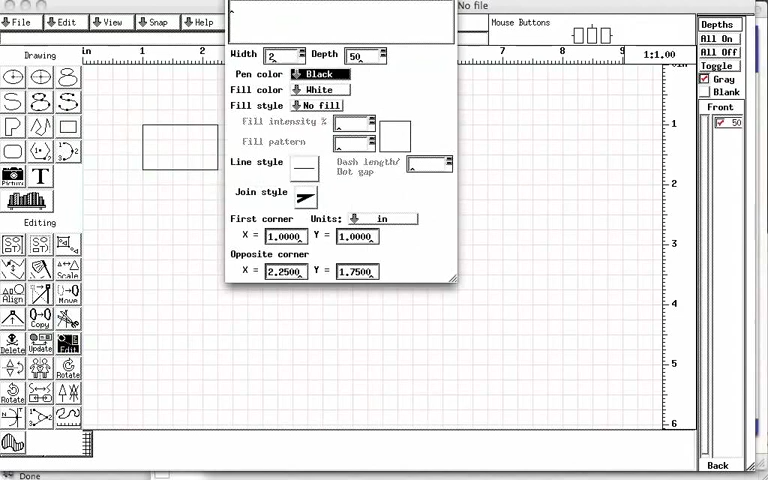 No file
File Edit View Snap Help
Mouse Buttons
Depths
All On
All Off
Toggle
Gray
Blank
Front
50
Back
Drawing
in 1 2 7 8 9 1:1.00
1
2
3
4
5
6
Picture
T
Editing
Scale
Align
Move
Copy
Delete
Update
Edit
Rotate
Rotate
Width 2 Depth 50
Pen color Black
Fill color White
Fill style No fill
Fill intensity %
Fill pattern
Line style Dash length/
Dot gap
Join style
First corner Units: in
X = 1.0000 Y = 1.0000
Opposite corner
X = 2.2500 Y = 1.7500
Done